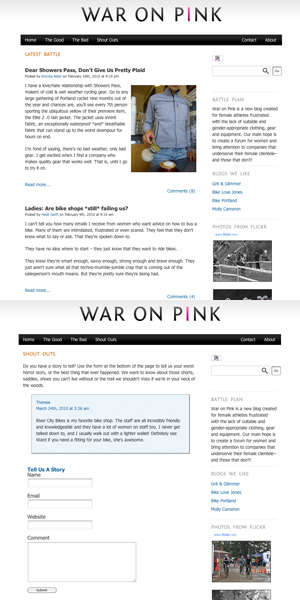 WAR ON PINK
Home The Good The Bad Shout Outs Contact About
LATEST BATTLE
Dear Showers Pass, Don't Give Us Pretty Plaid
on February 16th, 2010 at 4:15 pm
I have a love/hate relationship with Showers Pass,
makers of cold & wet weather cycling gear. Go to any
large gathering of Portland cyclist nine months out of
the year and chances are, you'll see every 7th person
sporting the ubiquitous yellow of their premiere item,
the Elite 2.0 rain jacket. The jacket uses eVent
fabric, an exceptionally waterproof *and* breathable
fabric that can stand up to the worst downpour for
hours on end.
I'm fond of saying, there's no bad weather, only bad
gear. I get excited when I find a company who
makes quality gear that works well. That is, until I go
to try it on.
Read more...
Comments (8)
Ladies: Are bike shops *still* failing us?
Posted by Heidi Swift on February 9th, 2010 at 9:24 am
I can't tell you how many emails I receive from women who want advice on how to buy a
bike. Many of them are intimidated, frustrated or even scared. They feel that they don't
know what to say or ask. That they're spoken down to.
They have no idea where to start – they just know that they want to ride bikes.
They know they're smart enough, savvy enough, strong enough and brave enough. They
just aren't sure what all that techno-mumble-jumble crap that is coming out of the
salesperson's mouth means. But they're pretty sure they're being had.
Read more...
Comments (4)
Go
BATTLE PLAN
War on Pink is a new blog created
for female athletes frustrated
with the lack of suitable and
gender-appropriate clothing, gear
and equipment. Our main hope is
to create a forum for women and
bring attention to companies that
underserve their female clientele--
and those that don't!
BLOGS WE LIKE
Grit & Glimmer
Bike Love Jones
Bike Portland
Molly Cameron
PHOTOS FROM FLICKR
www.flickr.com
WAR ON PINK
Home The Good The Bad Shout Outs Contact About
SHOUT OUTS
Do you have a story to tell? Use the form at the bottom of the page to tell us your worst
horror story, or the best thing that ever happened. We want to know about those shorts,
saddles, shoes you can't live without or the trail we shouldn't miss if we're in your neck of
the woods.
Therese
March 24th, 2010 at 3:36 am
River City Bikes is my favorite bike shop. The staff are all incredibly friendly
and knowledgeable and they have a lot of women on staff too. I never get
talked down to, and I usually walk out with a lighter wallet! Definitely see
Ward if you need a fitting for your bike, she's awesome.
Tell Us A Story
Name
Email
Website
Comment
Submit
Go
BATTLE PLAN
War on Pink is a new blog created
for female athletes frustrated
with the lack of suitable and
gender-appropriate clothing, gear
and equipment. Our main hope is
to create a forum for women and
bring attention to companies that
underserve their female clientele--
and those that don't!!
BLOGS WE LIKE
Grit & Glimmer
Bike Love Jones
Bike Portland
Molly Cameron
PHOTOS FROM FLICKR
www.flickr.com